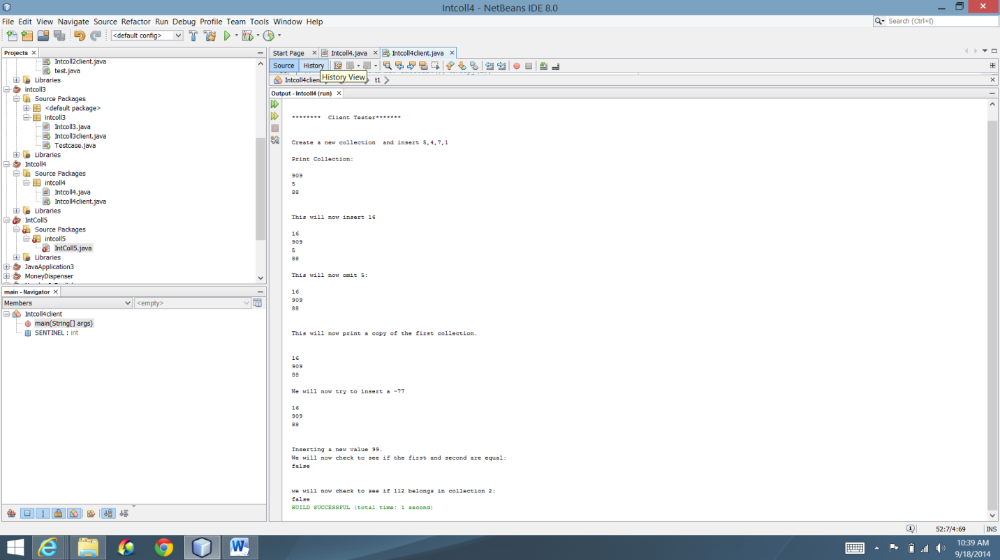 Intcoll4 - NetBeans IDE 8.0
File Edit View Navigate Source Refactor Run Debug Profile Team Tools Window Help
Search (Ctrl+I)
<default config>
Projects
Intcoll2client.java
test.java
Libraries
intcoll3
Source Packages
<default package>
intcoll3
Intcoll3.java
Intcoll3client.java
Testcase.java
Libraries
Intcoll4
Source Packages
intcoll4
Intcoll4.java
Intcoll4client.java
Libraries
IntColl5
Source Packages
intcoll5
IntColl5.java
Libraries
JavaApplication3
MoneyDispenser
main - Navigator
Members
<empty>
Intcoll4client
main(String[] args)
SENTINEL : int
Start Page
Intcoll4.java
Intcoll4client.java
Source
History
History View
Intcoll4clien
t1
Output - Intcoll4 (run)
******** Client Tester*******
Create a new collection and insert 5,4,7,1
Print Collection:
909
5
88
This will now insert 16
16
909
5
88
This will now omit 5:
16
909
88
This will now print a copy of the first collection.
16
909
88
We will now try to insert a -77
16
909
88
Inserting a new value 99.
We will now check to see if the first and second are equal:
false
we will now check to see if 112 belongs in collection 2:
false
BUILD SUCCESSFUL (total time: 1 second)
1
52:7/4:69
INS
10:39 AM
9/18/2014